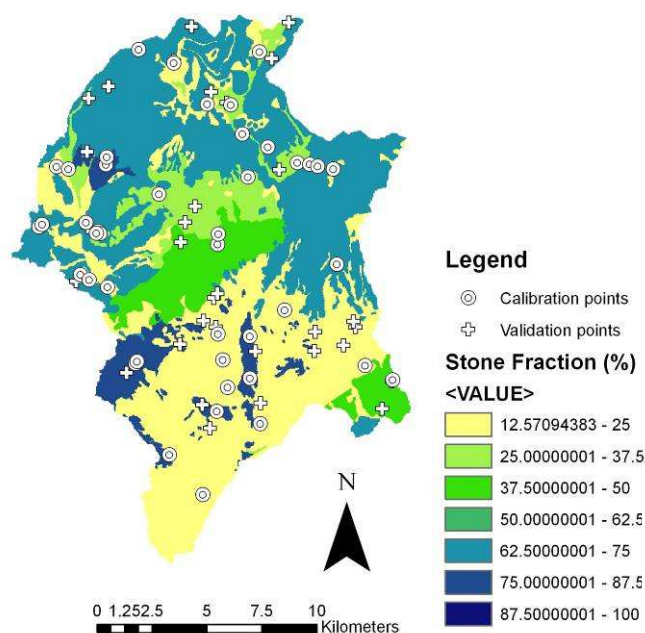 Legend
Calibration points
Validation points
Stone Fraction (%)
<VALUE>
12.57094383 - 25
25.00000001 - 37.5
37.50000001 - 50
50.00000001 - 62.5
62.50000001 - 75
75.00000001 - 87.5
87.50000001 - 100
N
0 1.252.5 5 7.5 10
Kilometers